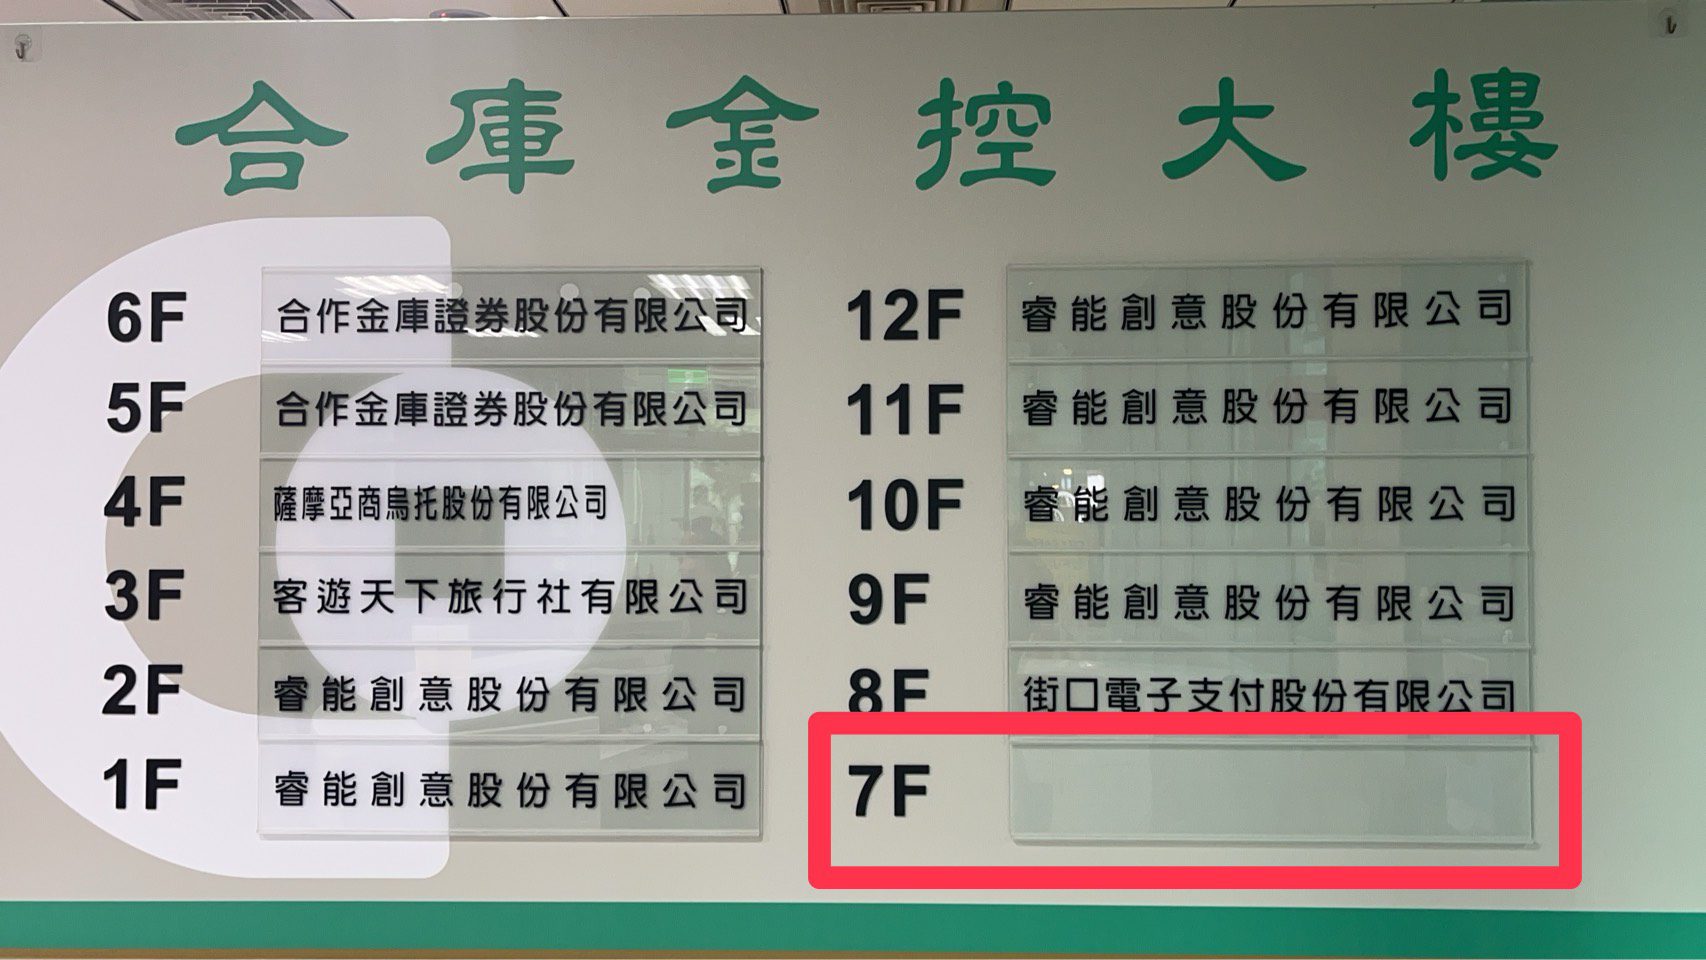 合庫金控大樓
6F 合作金庫證券股份有限公司
5F 合作金庫證券股份有限公司
4F 薩摩亞商烏托股份有限公司
3F 客遊天下旅行社有限公司
2F 睿能創意股份有限公司
1F 睿能創意股份有限公司
12F 睿能創意股份有限公司
11F 睿能創意股份有限公司
10F 睿能創意股份有限公司
9F 睿能創意股份有限公司
8F 街口電子支付股份有限公司
7F